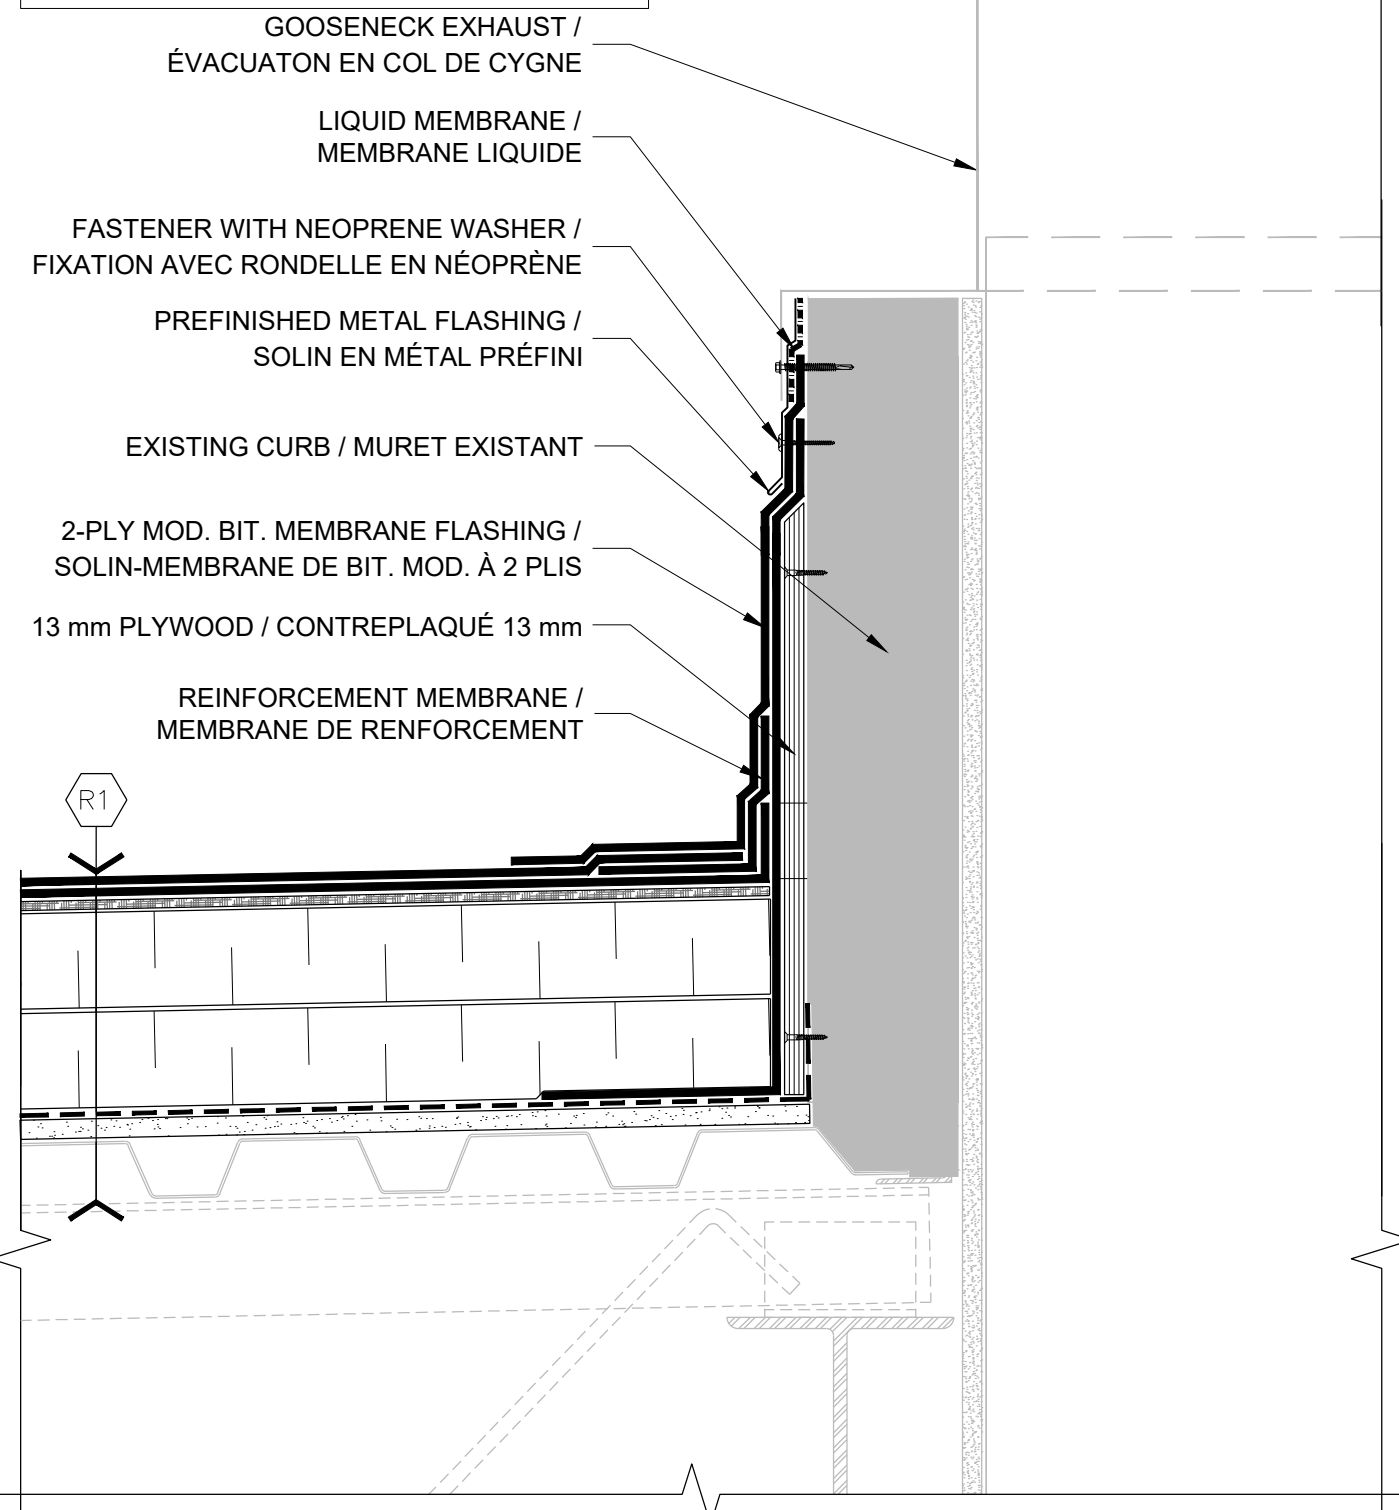 GOOSENECK EXHAUST /
ÉVACUATON EN COL DE CYGNE
LIQUID MEMBRANE /
MEMBRANE LIQUIDE
FASTENER WITH NEOPRENE WASHER /
FIXATION AVEC RONDELLE EN NÉOPRÈNE
PREFINISHED METAL FLASHING /
SOLIN EN MÉTAL PRÉFINI
EXISTING CURB / MURET EXISTANT
2-PLY MOD. BIT. MEMBRANE FLASHING /
SOLIN-MEMBRANE DE BIT. MOD. À 2 PLIS
13 mm PLYWOOD / CONTREPLAQUÉ 13 mm
REINFORCEMENT MEMBRANE /
MEMBRANE DE RENFORCEMENT
R1